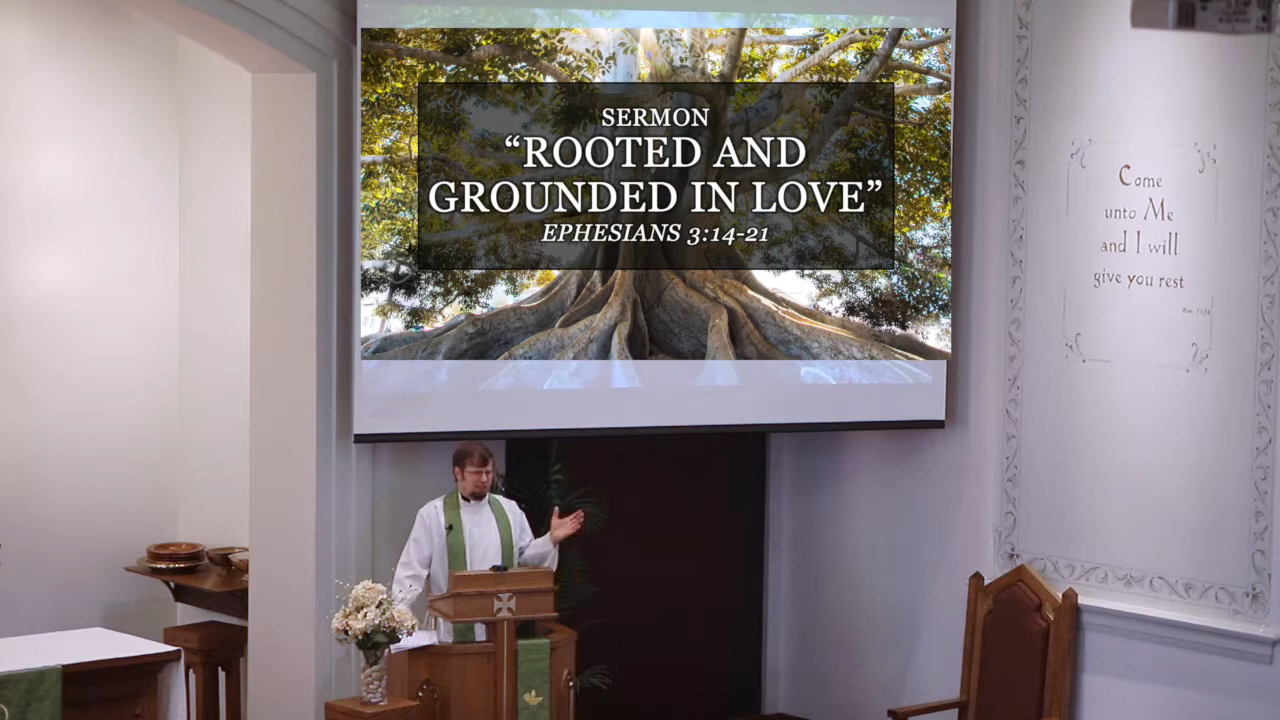 SERMON
“ROOTED AND
GROUNDED IN LOVE”
EPHESIANS 3:14-21
Come
unto Me
and I will
give you rest